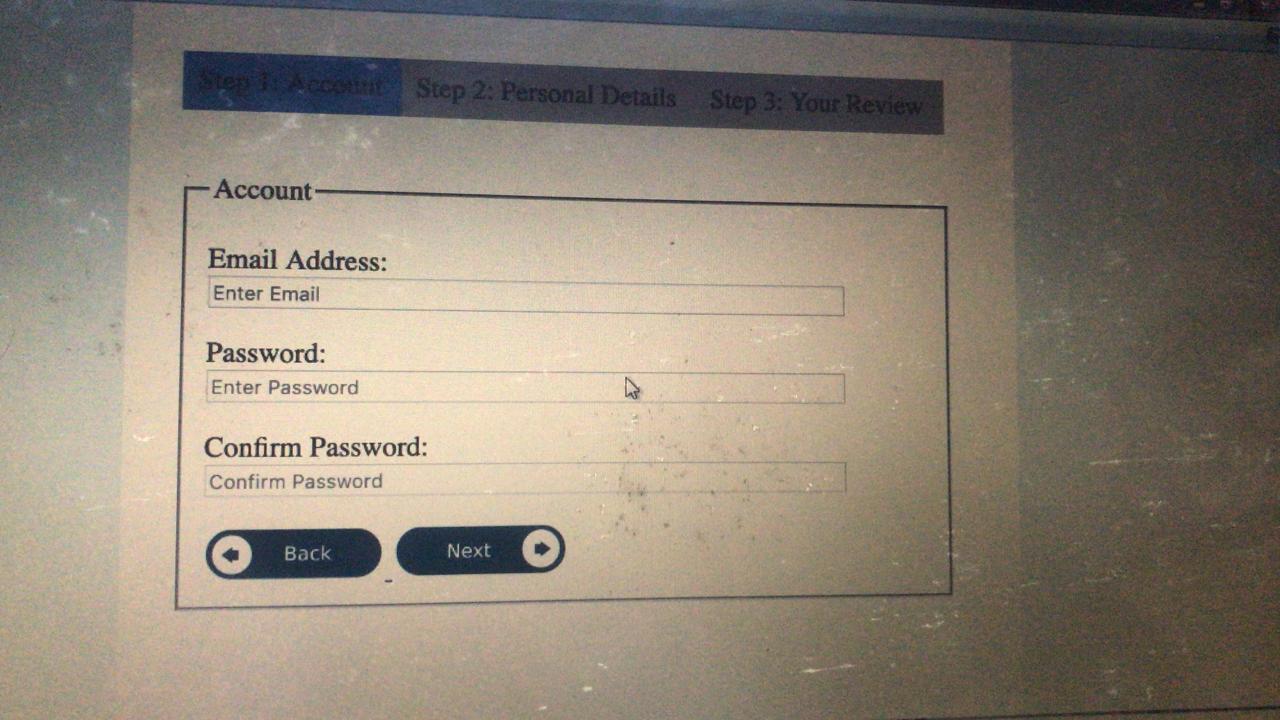 Step 1: Account Step 2: Personal Details Step 3: Your Review
Account
Email Address:
Enter Email
Password:
Enter Password
Confirm Password:
Confirm Password
Back Next